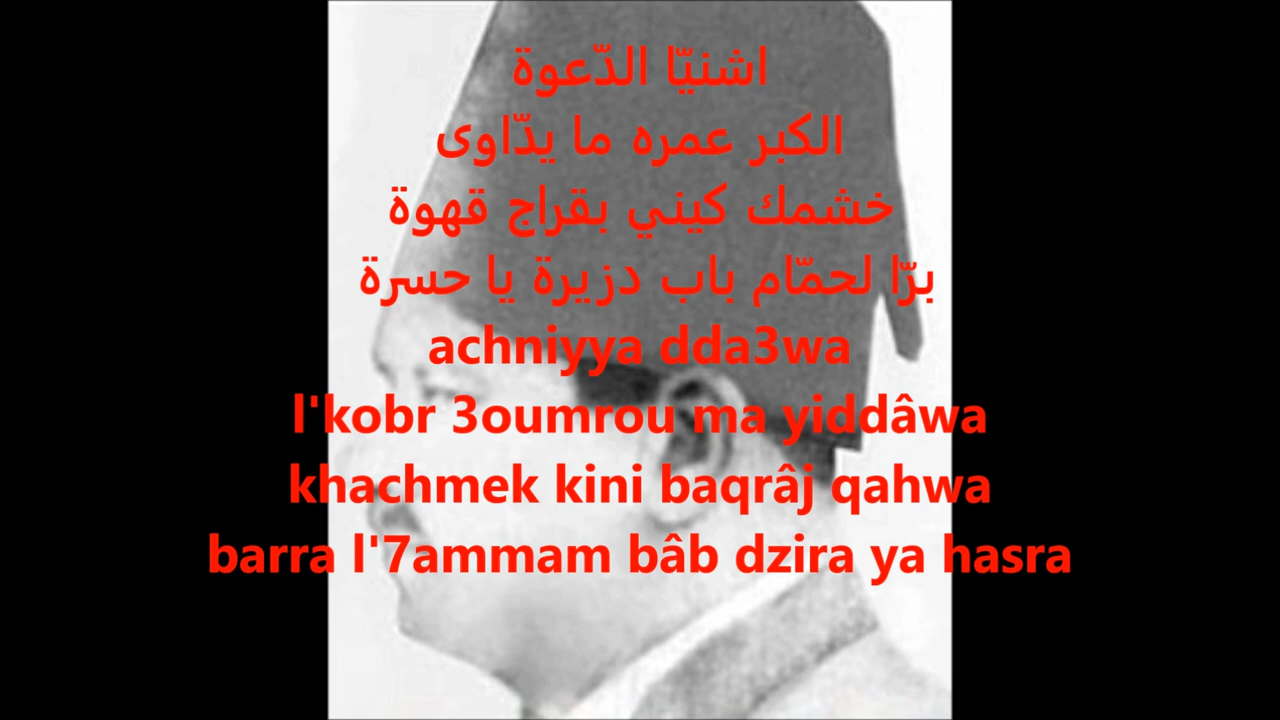 اشنيّا الدّعوة
الكبر عمره ما يدّاوى
خشمك كيني بقراج قهوة
برّا لحمّام باب دزيرة يا حسرة
achniyya dda3wa
l'kobr 3oumrou ma yiddâwa
khachmek kini baqrâj qahwa
barra l'7ammam bâb dzira ya hasra